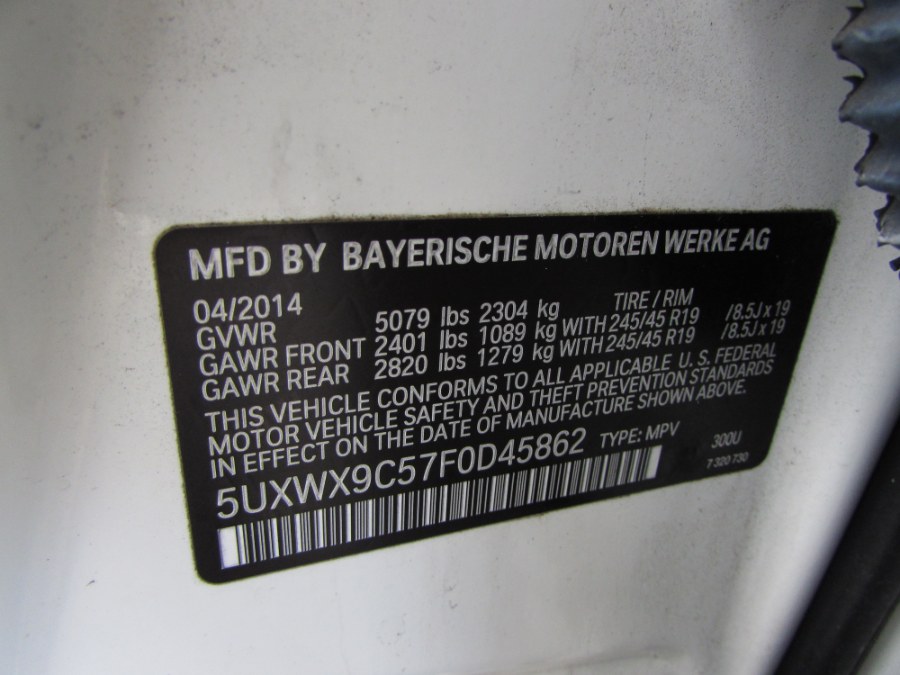 MFD BY BAYERISCHE MOTOREN WERKE AG
04/2014 TIRE / RIM
GVWR 5079 lbs 2304 kg
GAWR FRONT 2401 lbs 1089 kg WITH 245/45 R19 /8.5J x 19
GAWR REAR 2820 lbs 1279 kg WITH 245/45 R19 /8.5J x 19
THIS VEHICLE CONFORMS TO ALL APPLICABLE U. S. FEDERAL
MOTOR VEHICLE SAFETY AND THEFT PREVENTION STANDARDS
IN EFFECT ON THE DATE OF MANUFACTURE SHOWN ABOVE.
5UXWX9C57F0D45862 TYPE: MPV 300U
7 320 730